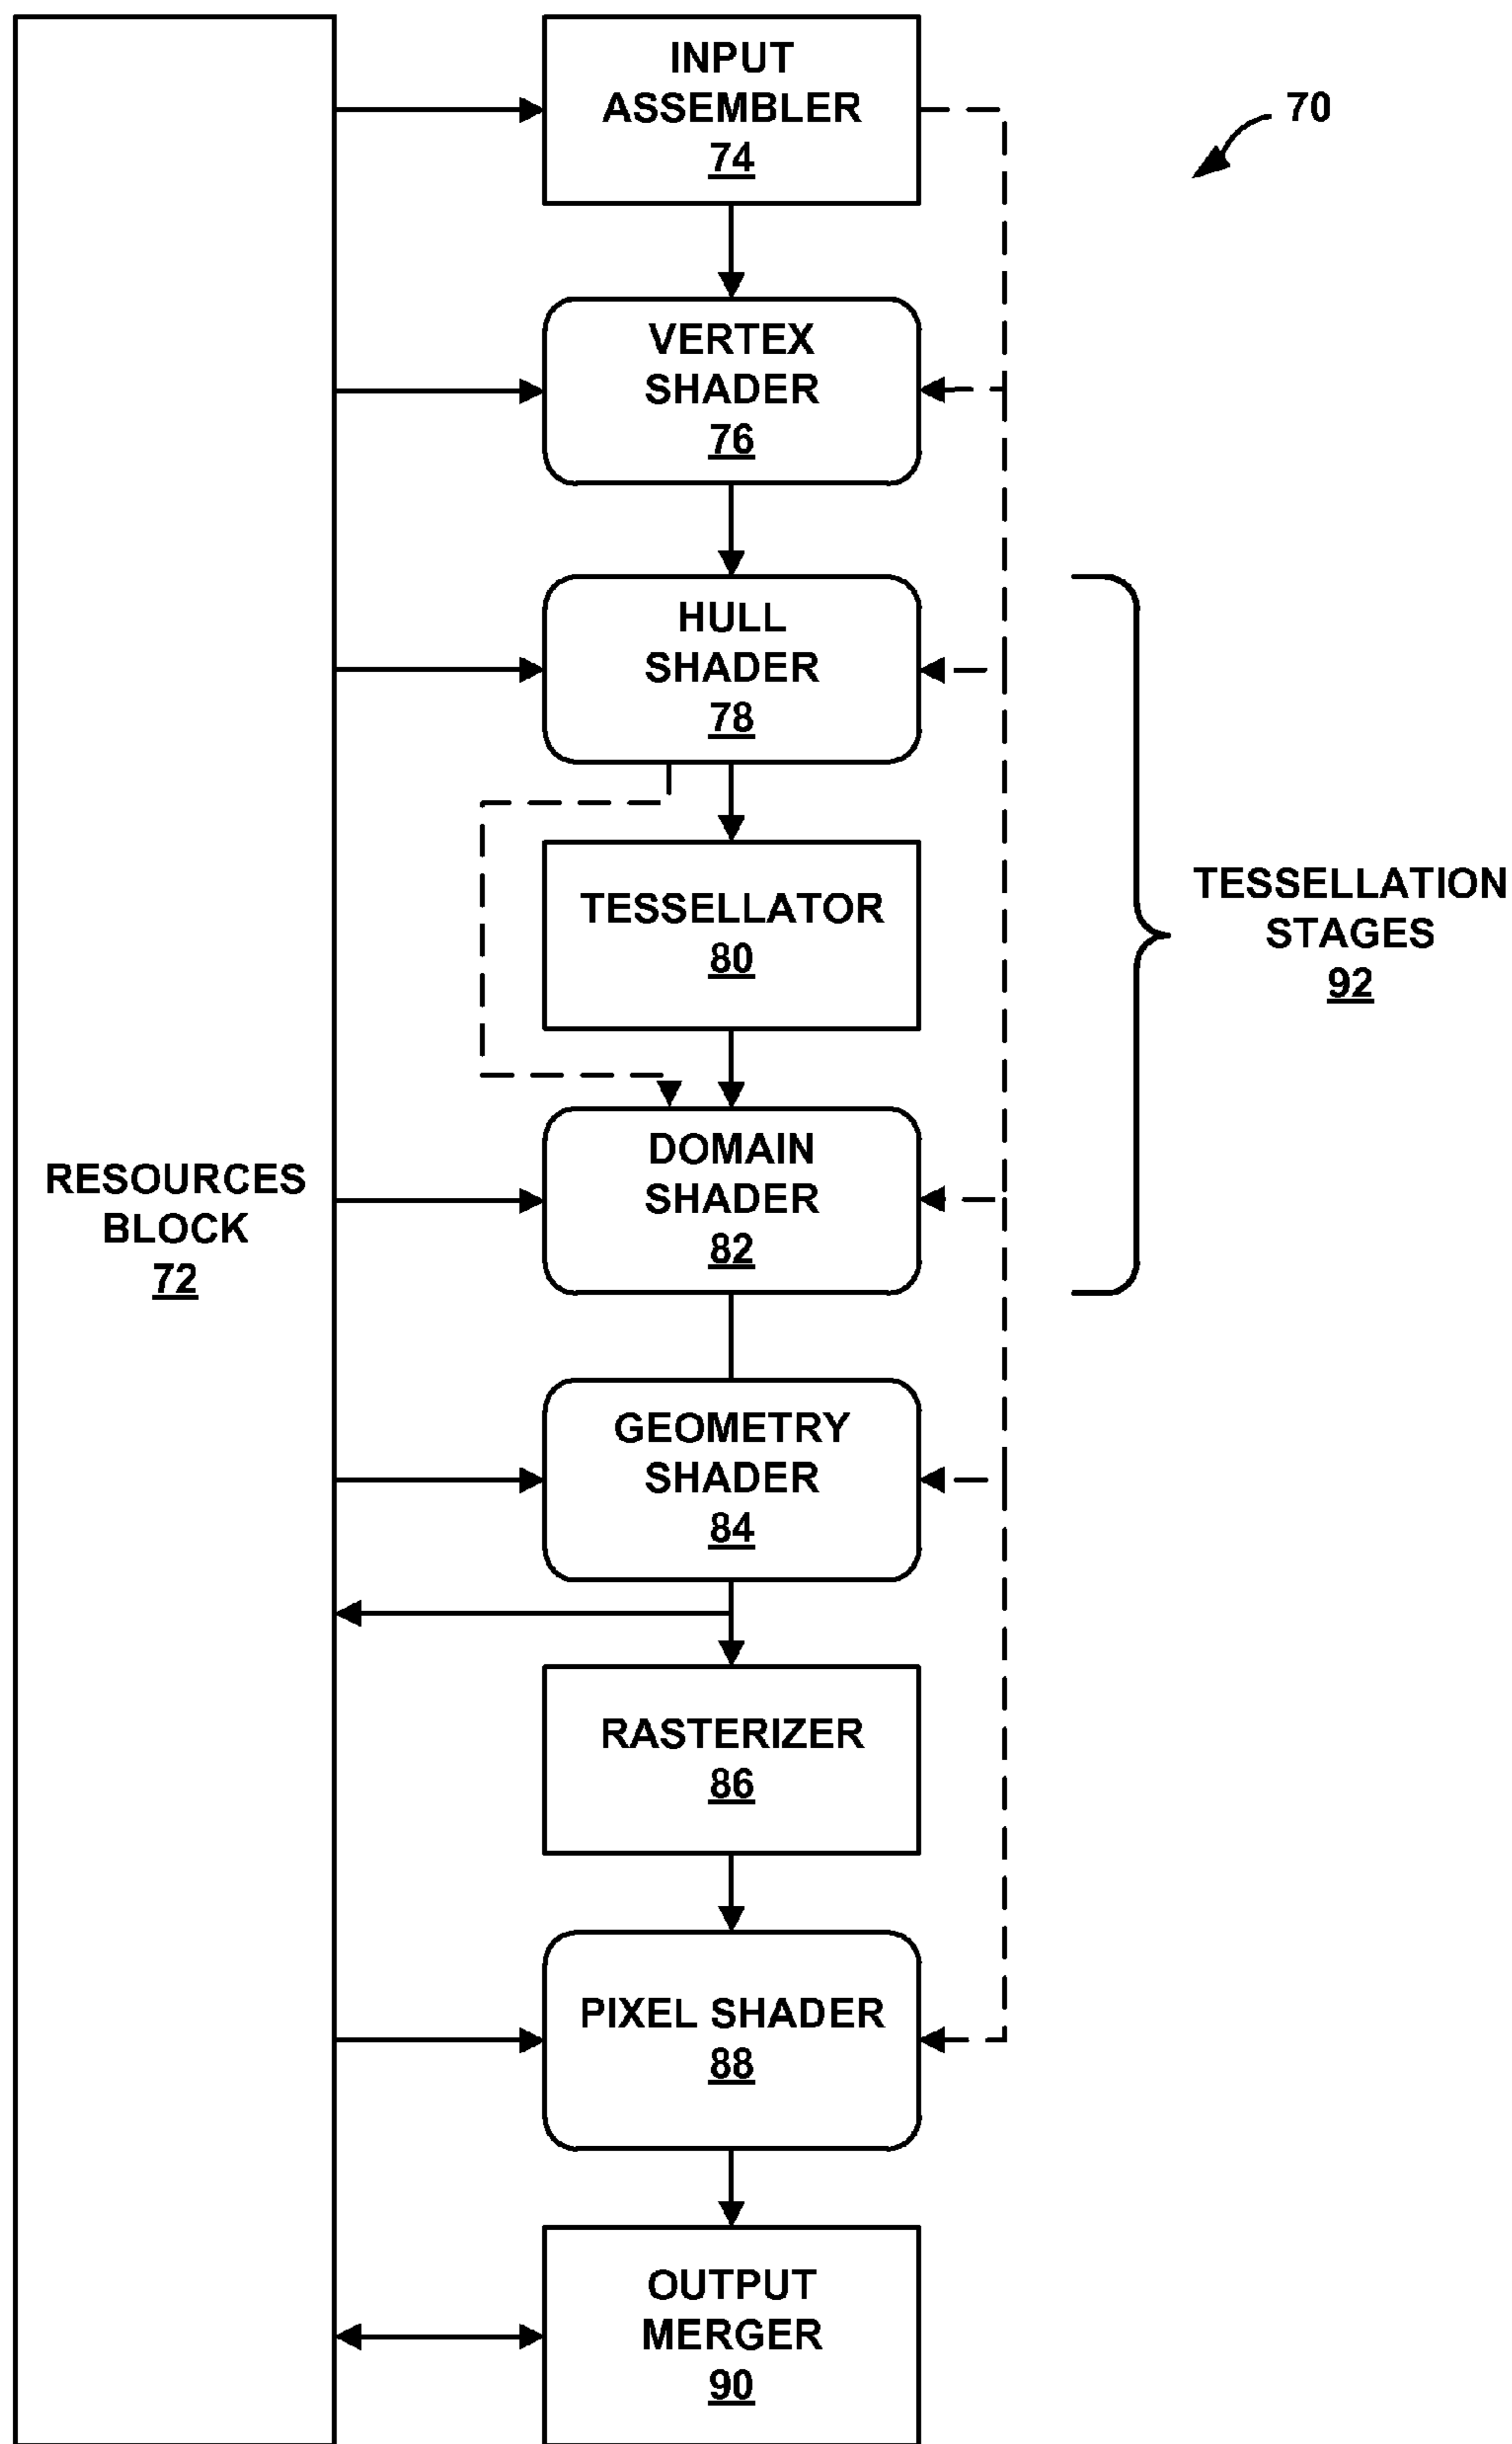 INPUT
ASSEMBLER
74
70
VERTEX
SHADER
76
HULL
SHADER
78
TESSELLATOR
80
TESSELLATION
STAGES
92
DOMAIN
SHADER
82
RESOURCES
BLOCK
72
GEOMETRY
SHADER
84
RASTERIZER
86
PIXEL SHADER
88
OUTPUT
MERGER
90